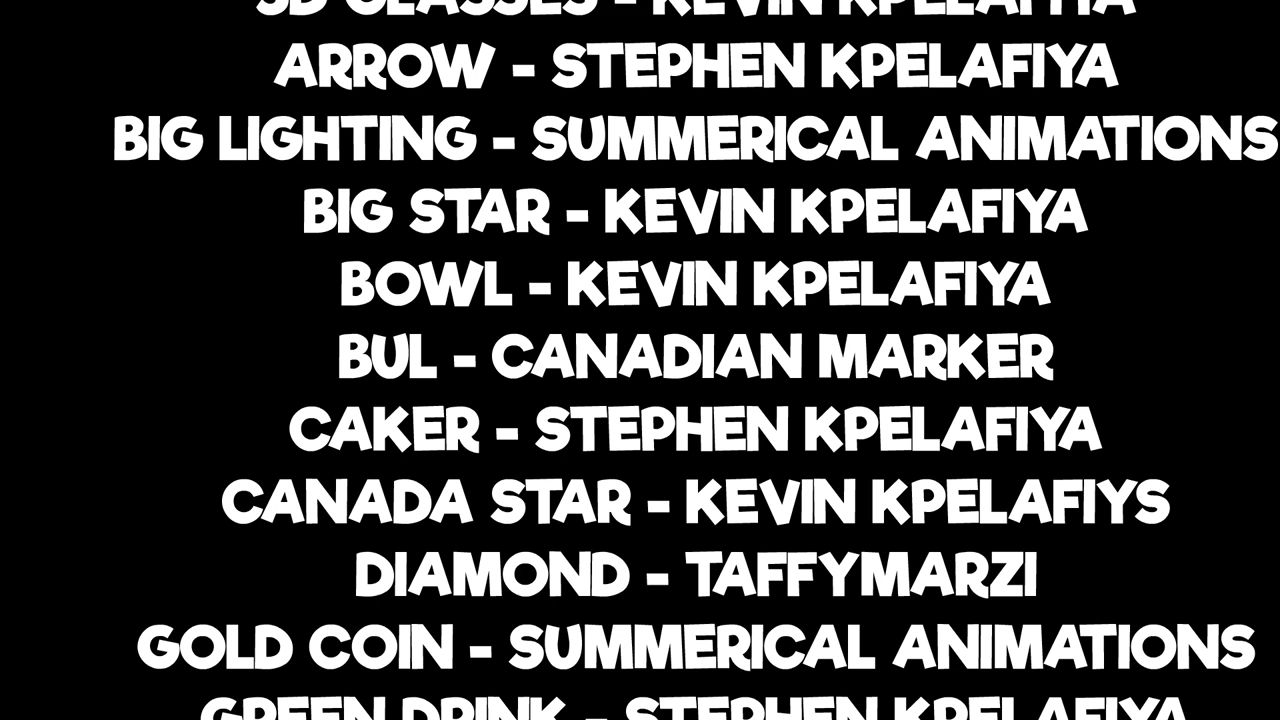 3D GLASSES - KEVIN KPELAFIYA
ARROW - STEPHEN KPELAFIYA
BIG LIGHTING - SUMMERICAL ANIMATIONS
BIG STAR - KEVIN KPELAFIYA
BOWL - KEVIN KPELAFIYA
BUL - CANADIAN MARKER
CAKER - STEPHEN KPELAFIYA
CANADA STAR - KEVIN KPELAFIYS
DIAMOND - TAFFYMARZI
GOLD COIN - SUMMERICAL ANIMATIONS
GREEN DRINK - STEPHEN KPELAFIYA